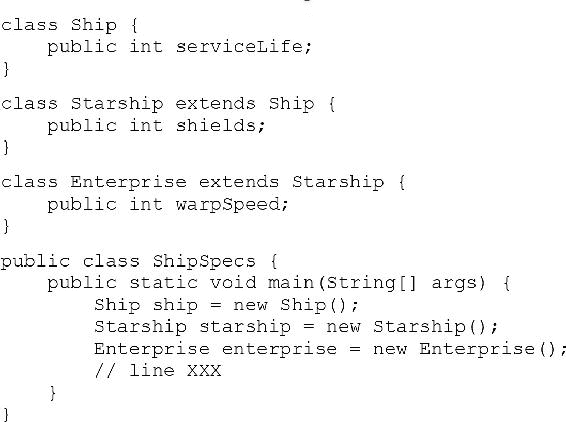 class Ship {
    public int serviceLife;
}
class Starship extends Ship {
    public int shields;
}
class Enterprise extends Starship {
    public int warpSpeed;
}
public class ShipSpecs {
    public static void main(String[] args) {
        Ship ship = new Ship();
        Starship starship = new Starship();
        Enterprise enterprise = new Enterprise();
        // line XXX
    }
}